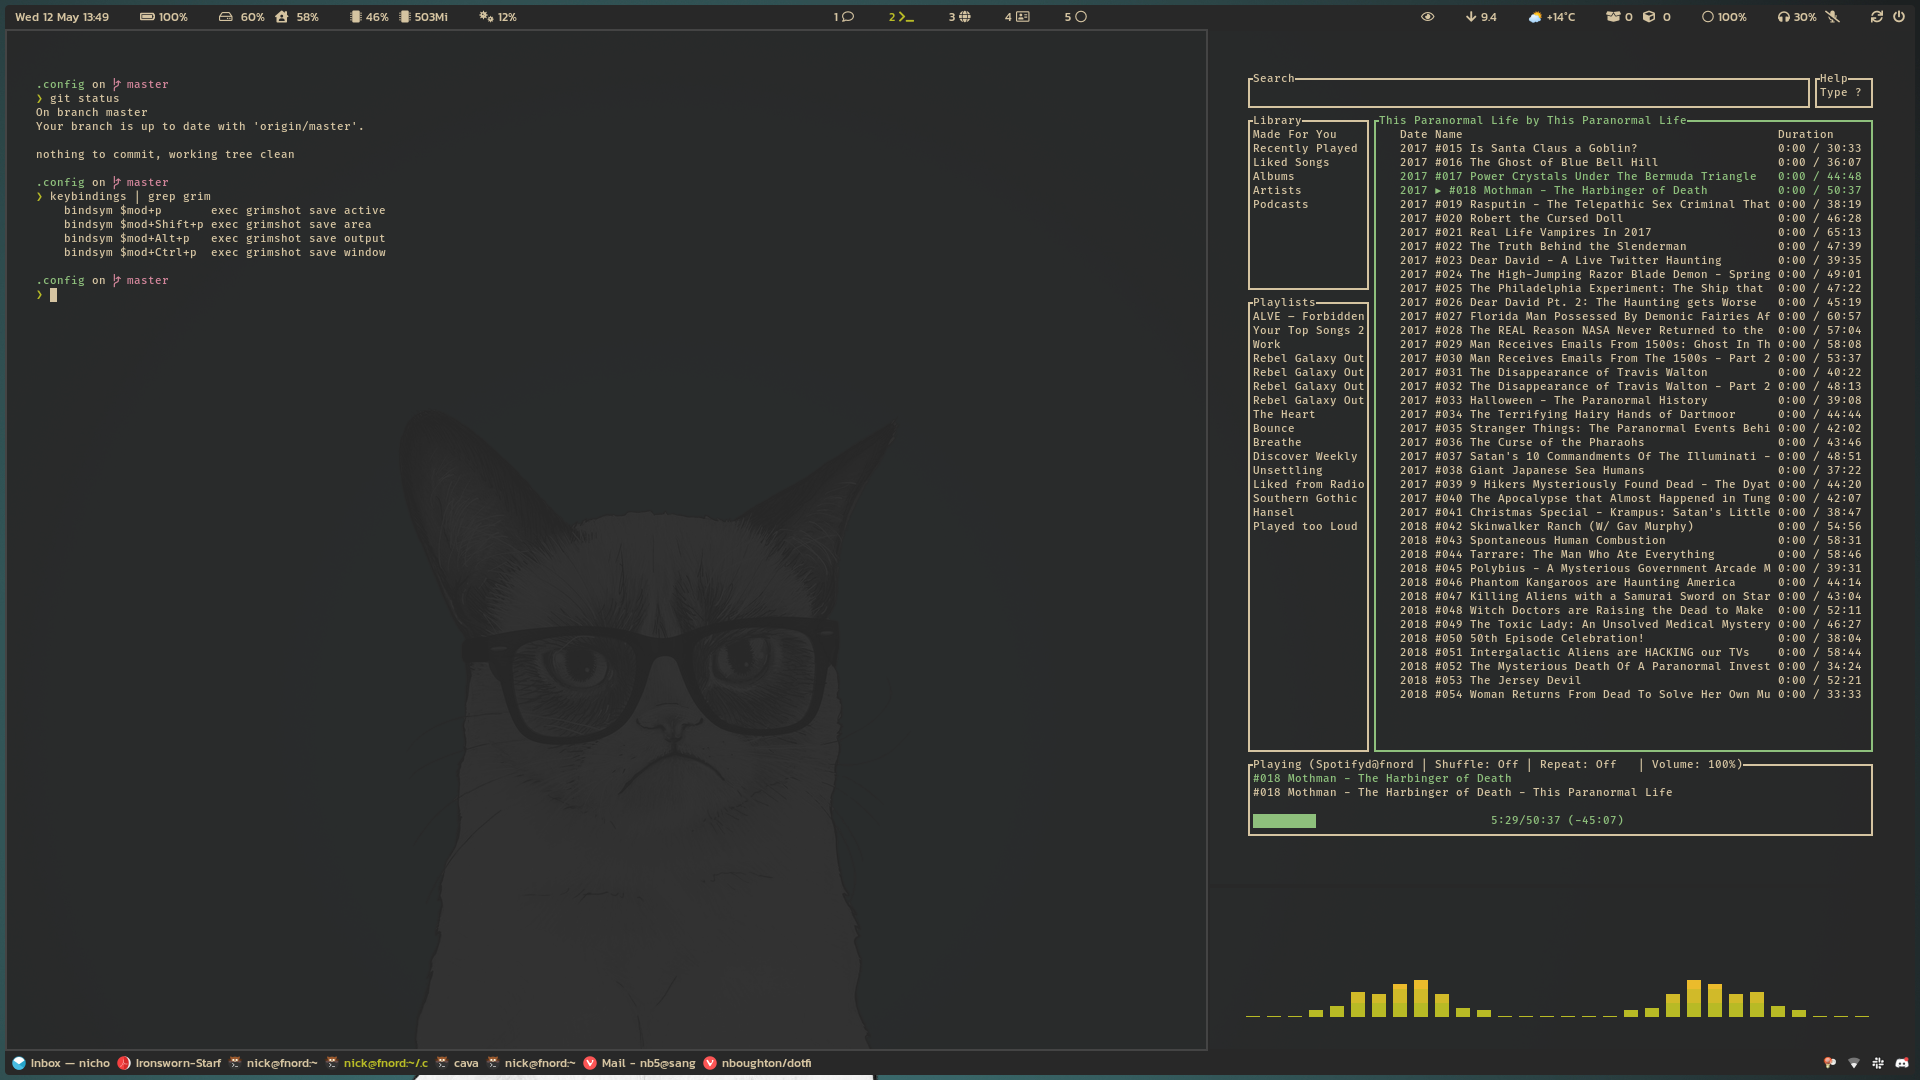 Wed 12 May 13:49 100% 60% 58% 46% 503Mi 12% 1 2 3 4 5 9.4 +14°C 0 0 100% 30%
.config on master
❯ git status
On branch master
Your branch is up to date with 'origin/master'.
nothing to commit, working tree clean
.config on master
❯ keybindings | grep grim
bindsym $mod+p exec grimshot save active
bindsym $mod+Shift+p exec grimshot save area
bindsym $mod+Alt+p exec grimshot save output
bindsym $mod+Ctrl+p exec grimshot save window
.config on master
❯
Search
Help
Type ?
Library
Made For You
Recently Played
Liked Songs
Albums
Artists
Podcasts
Playlists
ALVE – Forbidden
Your Top Songs 2
Work
Rebel Galaxy Out
Rebel Galaxy Out
Rebel Galaxy Out
Rebel Galaxy Out
The Heart
Bounce
Breathe
Discover Weekly
Unsettling
Liked from Radio
Southern Gothic
Hansel
Played too Loud
This Paranormal Life by This Paranormal Life
Date Name Duration
2017 #015 Is Santa Claus a Goblin? 0:00 / 30:33
2017 #016 The Ghost of Blue Bell Hill 0:00 / 36:07
2017 #017 Power Crystals Under The Bermuda Triangle 0:00 / 44:48
2017 ▶ #018 Mothman - The Harbinger of Death 0:00 / 50:37
2017 #019 Rasputin - The Telepathic Sex Criminal That 0:00 / 38:19
2017 #020 Robert the Cursed Doll 0:00 / 46:28
2017 #021 Real Life Vampires In 2017 0:00 / 65:13
2017 #022 The Truth Behind the Slenderman 0:00 / 47:39
2017 #023 Dear David - A Live Twitter Haunting 0:00 / 39:35
2017 #024 The High-Jumping Razor Blade Demon - Spring 0:00 / 49:01
2017 #025 The Philadelphia Experiment: The Ship that 0:00 / 47:22
2017 #026 Dear David Pt. 2: The Haunting gets Worse 0:00 / 45:19
2017 #027 Florida Man Possessed By Demonic Fairies Af 0:00 / 60:57
2017 #028 The REAL Reason NASA Never Returned to the 0:00 / 57:04
2017 #029 Man Receives Emails From 1500s: Ghost In Th 0:00 / 58:08
2017 #030 Man Receives Emails From The 1500s - Part 2 0:00 / 53:37
2017 #031 The Disappearance of Travis Walton 0:00 / 40:22
2017 #032 The Disappearance of Travis Walton - Part 2 0:00 / 48:13
2017 #033 Halloween - The Paranormal History 0:00 / 39:08
2017 #034 The Terrifying Hairy Hands of Dartmoor 0:00 / 44:44
2017 #035 Stranger Things: The Paranormal Events Behi 0:00 / 42:02
2017 #036 The Curse of the Pharaohs 0:00 / 43:46
2017 #037 Satan's 10 Commandments Of The Illuminati - 0:00 / 48:51
2017 #038 Giant Japanese Sea Humans 0:00 / 37:22
2017 #039 9 Hikers Mysteriously Found Dead - The Dyat 0:00 / 44:20
2017 #040 The Apocalypse that Almost Happened in Tung 0:00 / 42:07
2017 #041 Christmas Special - Krampus: Satan's Little 0:00 / 38:47
2018 #042 Skinwalker Ranch (W/ Gav Murphy) 0:00 / 54:56
2018 #043 Spontaneous Human Combustion 0:00 / 58:31
2018 #044 Tarrare: The Man Who Ate Everything 0:00 / 58:46
2018 #045 Polybius - A Mysterious Government Arcade M 0:00 / 39:31
2018 #046 Phantom Kangaroos are Haunting America 0:00 / 44:14
2018 #047 Killing Aliens with a Samurai Sword on Star 0:00 / 43:04
2018 #048 Witch Doctors are Raising the Dead to Make 0:00 / 52:11
2018 #049 The Toxic Lady: An Unsolved Medical Mystery 0:00 / 46:27
2018 #050 50th Episode Celebration! 0:00 / 38:04
2018 #051 Intergalactic Aliens are HACKING our TVs 0:00 / 58:44
2018 #052 The Mysterious Death Of A Paranormal Invest 0:00 / 34:24
2018 #053 The Jersey Devil 0:00 / 52:21
2018 #054 Woman Returns From Dead To Solve Her Own Mu 0:00 / 33:33
Playing (Spotifyd@fnord | Shuffle: Off | Repeat: Off | Volume: 100%)
#018 Mothman - The Harbinger of Death
#018 Mothman - The Harbinger of Death - This Paranormal Life
5:29/50:37 (-45:07)
Inbox — nicho Ironsworn-Starf nick@fnord:~ nick@fnord:~/.c cava nick@fnord:~ Mail - nb5@sang nboughton/dotfi